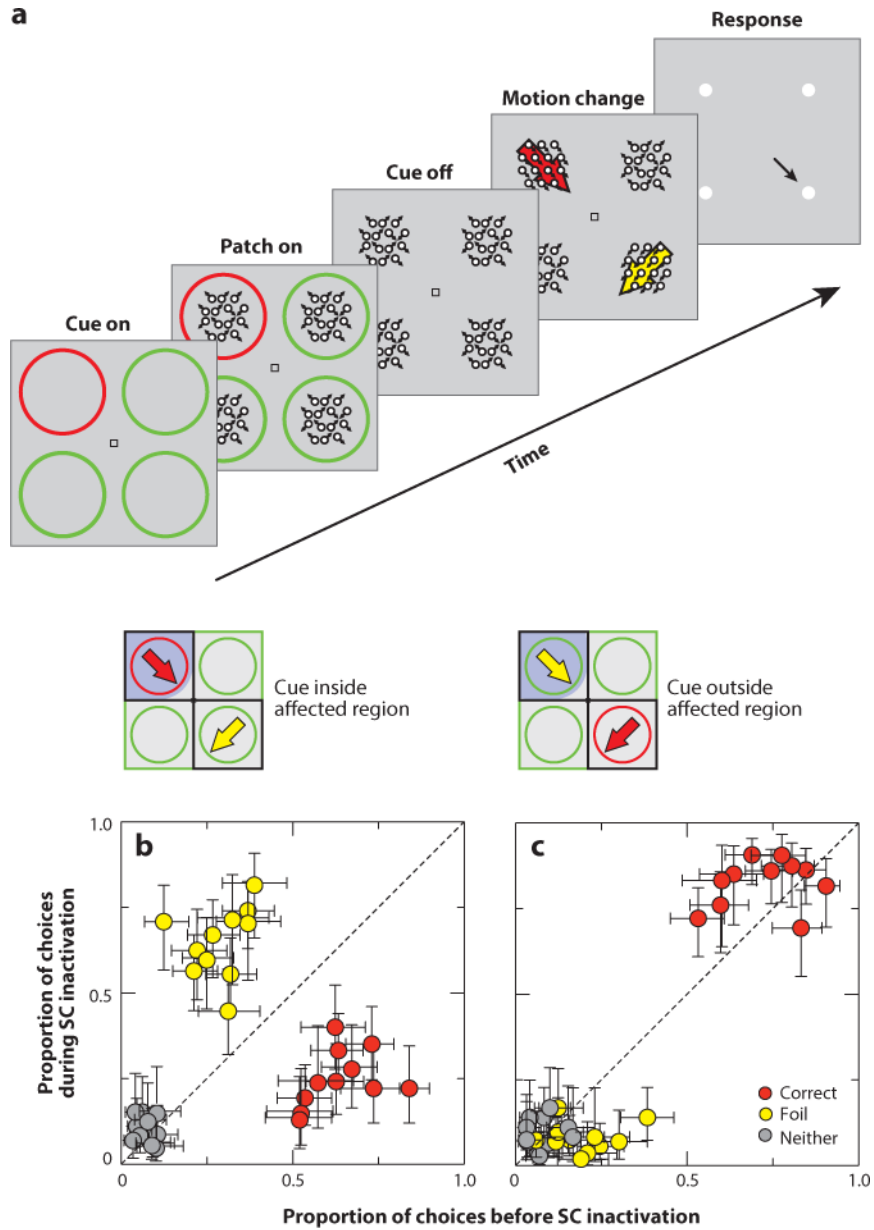 a
Response
Motion change
Cue off
Patch on
Cue on
Time
Cue inside
affected region
Cue outside
affected region
Proportion of choices
during SC inactivation
1.0
0.5
0
b
c
Correct
Foil
Neither
0
0.5
1.0
0
0.5
1.0
Proportion of choices before SC inactivation